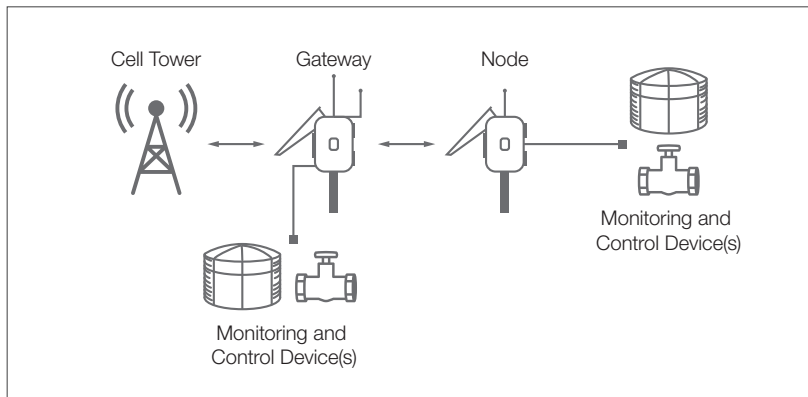 Cell Tower
Gateway
Node
Monitoring and
Control Device(s)
Monitoring and
Control Device(s)